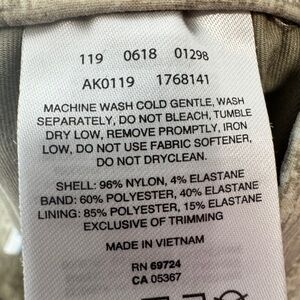 119 0618 01298
AK0119 1768141
MACHINE WASH COLD GENTLE, WASH
SEPARATELY, DO NOT BLEACH, TUMBLE
DRY LOW, REMOVE PROMPTLY, IRON
LOW, DO NOT USE FABRIC SOFTENER,
DO NOT DRYCLEAN.
SHELL: 96% NYLON, 4% ELASTANE
BAND: 60% POLYESTER, 40% ELASTANE
LINING: 85% POLYESTER, 15% ELASTANE
EXCLUSIVE OF TRIMMING
MADE IN VIETNAM
RN 69724
CA 05367